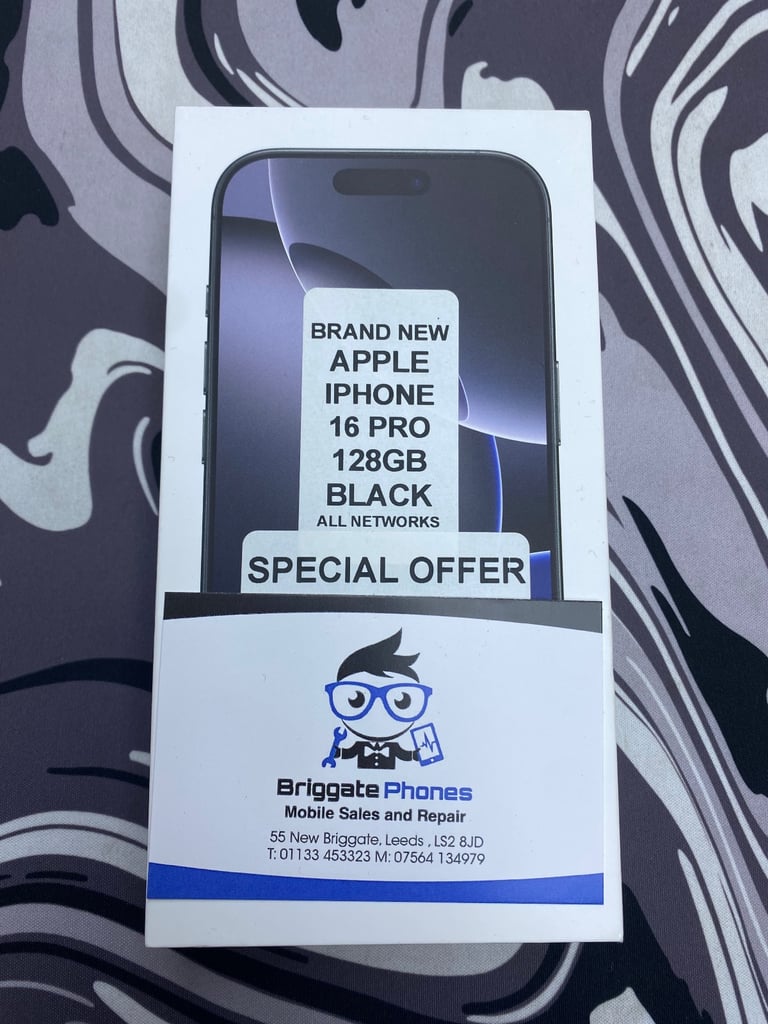 BRAND NEW
APPLE
IPHONE
16 PRO
128GB
BLACK
ALL NETWORKS
SPECIAL OFFER
Briggate Phones
Mobile Sales and Repair
55 New Briggate, Leeds , LS2 8JD
T: 01133 453323 M: 07564 134979